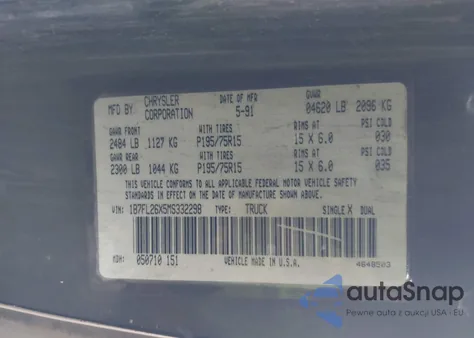 MFD BY CHRYSLER CORPORATION DATE OF MFR 5-91 GVWR 04620 LB 2096 KG
GAWR FRONT WITH TIRES RIMS AT PSI COLD
2484 LB 1127 KG P195/75R15 15 X 6.0 030
GAWR REAR WITH TIRES RIMS AT PSI COLD
2300 LB 1044 KG P195/75R15 15 X 6.0 035
THIS VEHICLE CONFORMS TO ALL APPLICABLE FEDERAL MOTOR VEHICLE SAFETY
STANDARDS IN EFFECT ON THE DATE OF MANUFACTURE SHOWN ABOVE.
VIN: 1B7FL26X5MS332298 TYPE: TRUCK SINGLE X DUAL
MDH: 050710 151 VEHICLE MADE IN U.S.A. 4648503
autoSnap
Pewne auta z aukcji USA i EU